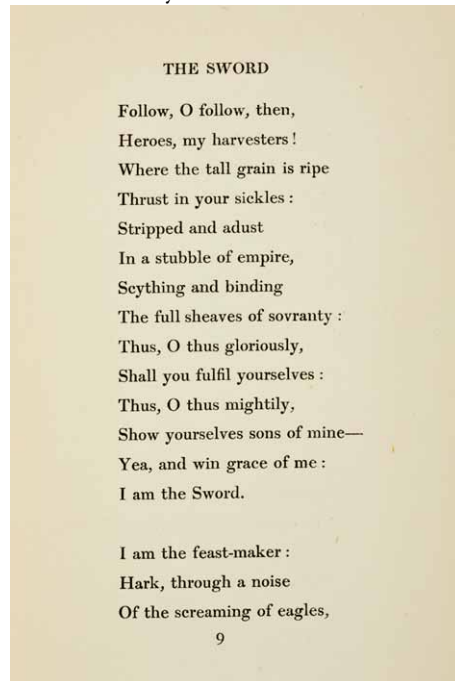 THE SWORD
Follow, O follow, then,
Heroes, my harvesters !
Where the tall grain is ripe
Thrust in your sickles :
Stripped and adust
In a stubble of empire,
Scything and binding
The full sheaves of sovranty :
Thus, O thus gloriously,
Shall you fulfil yourselves :
Thus, O thus mightily,
Show yourselves sons of mine—
Yea, and win grace of me :
I am the Sword.
I am the feast-maker :
Hark, through a noise
Of the screaming of eagles,
9